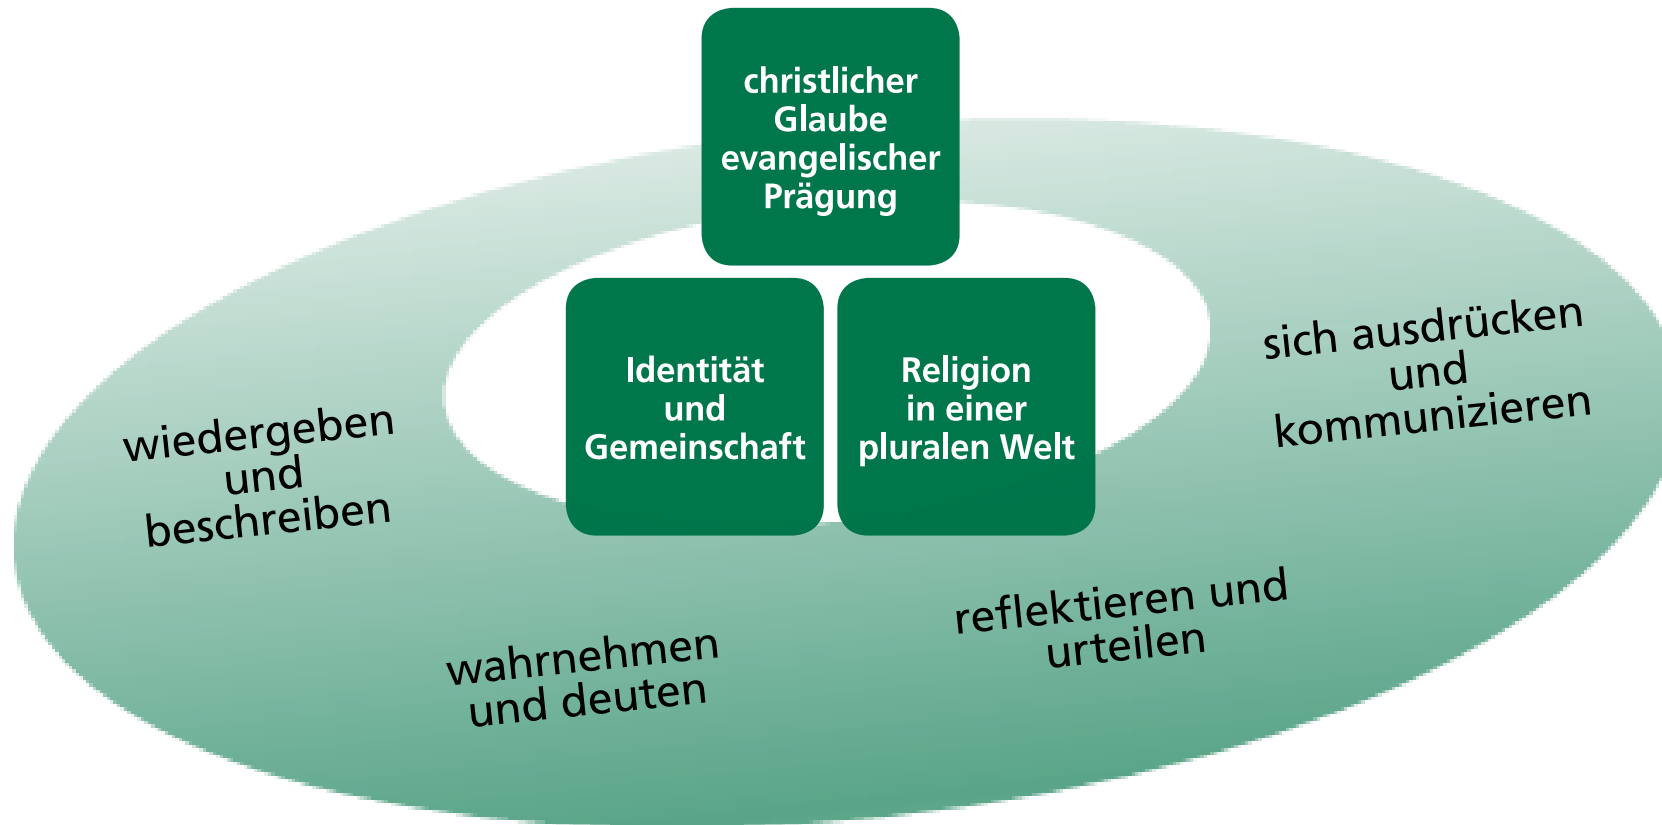 christlicher
Glaube
evangelischer
Prägung
Identität
und
Gemeinschaft
Religion
in einer
pluralen Welt
wiedergeben
und
beschreiben
wahrnehmen
und deuten
reflektieren und
urteilen
sich ausdrücken
und
kommunizieren